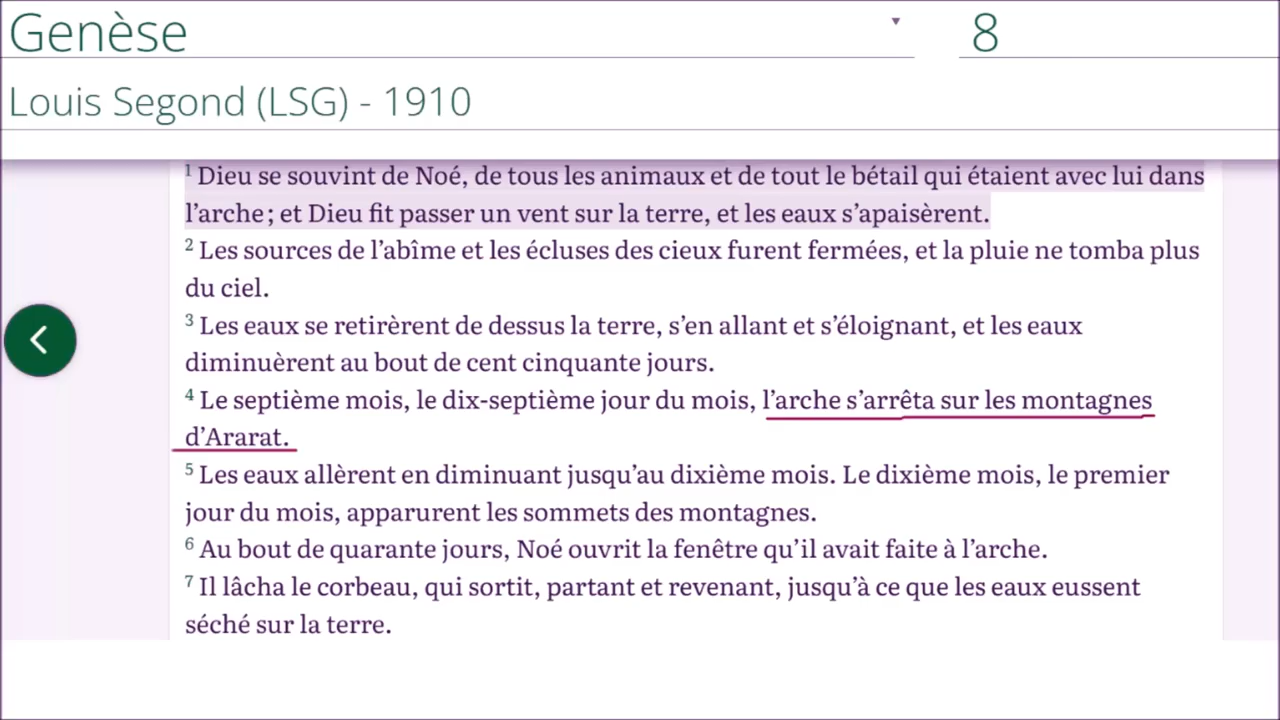 Genèse
8
Louis Segond (LSG) - 1910
1 Dieu se souvint de Noé, de tous les animaux et de tout le bétail qui étaient avec lui dans
l’arche ; et Dieu fit passer un vent sur la terre, et les eaux s’apaisèrent.
2 Les sources de l’abîme et les écluses des cieux furent fermées, et la pluie ne tomba plus
du ciel.
3 Les eaux se retirèrent de dessus la terre, s’en allant et s’éloignant, et les eaux
diminuèrent au bout de cent cinquante jours.
4 Le septième mois, le dix-septième jour du mois, l’arche s’arrêta sur les montagnes
d’Ararat.
5 Les eaux allèrent en diminuant jusqu’au dixième mois. Le dixième mois, le premier
jour du mois, apparurent les sommets des montagnes.
6 Au bout de quarante jours, Noé ouvrit la fenêtre qu’il avait faite à l’arche.
7 Il lâcha le corbeau, qui sortit, partant et revenant, jusqu’à ce que les eaux eussent
séché sur la terre.